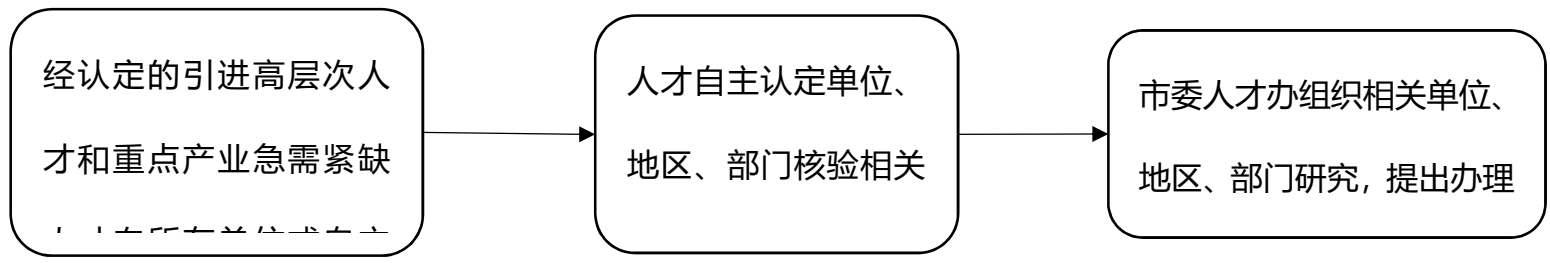 经认定的引进高层次人
才和重点产业急需紧缺
人才自主认定单位、
地区、部门核验相关
市委人才办组织相关单位、
地区、部门研究，提出办理